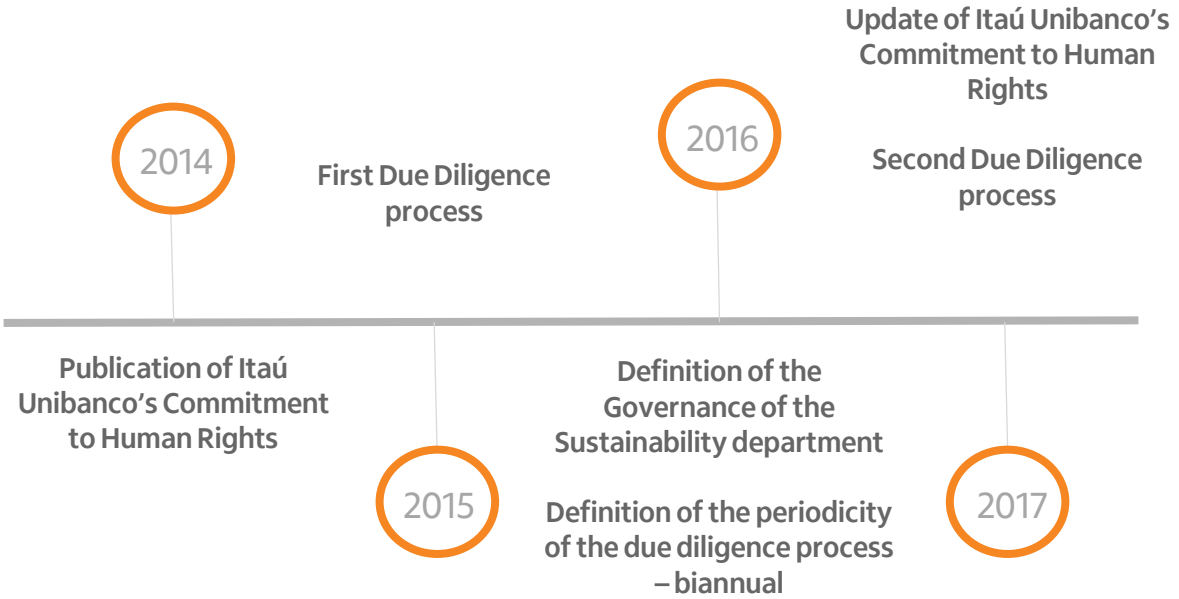 2014
Publication of Itaú
Unibanco’s Commitment
to Human Rights
First Due Diligence
process
2015
2016
Definition of the
Governance of the
Sustainability department
Definition of the periodicity
of the due diligence process
– biannual
Update of Itaú Unibanco’s
Commitment to Human
Rights
Second Due Diligence
process
2017